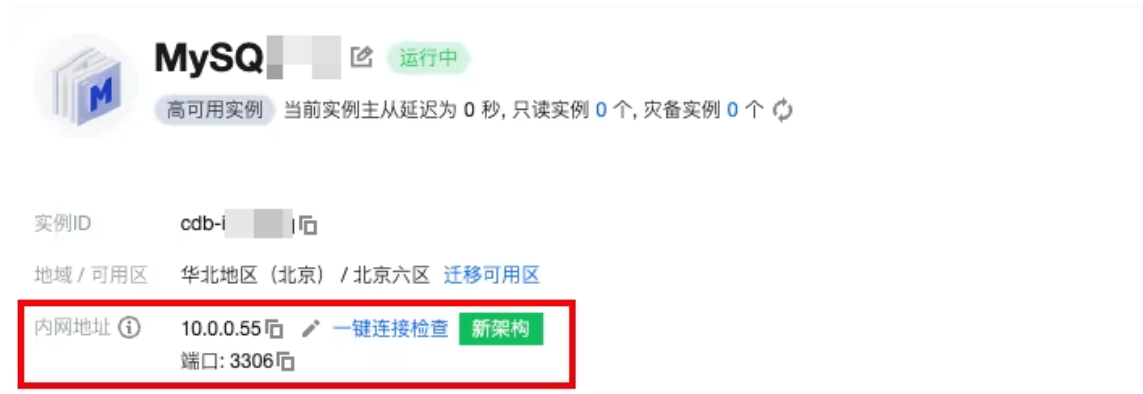 MySQ
运行中
高可用实例 当前实例主从延迟为 0 秒, 只读实例 0 个, 灾备实例 0 个
实例ID cdb-i
地域 / 可用区 华北地区（北京） / 北京六区 迁移可用区
内网地址 10.0.0.55 一键连接检查 新架构
端口: 3306